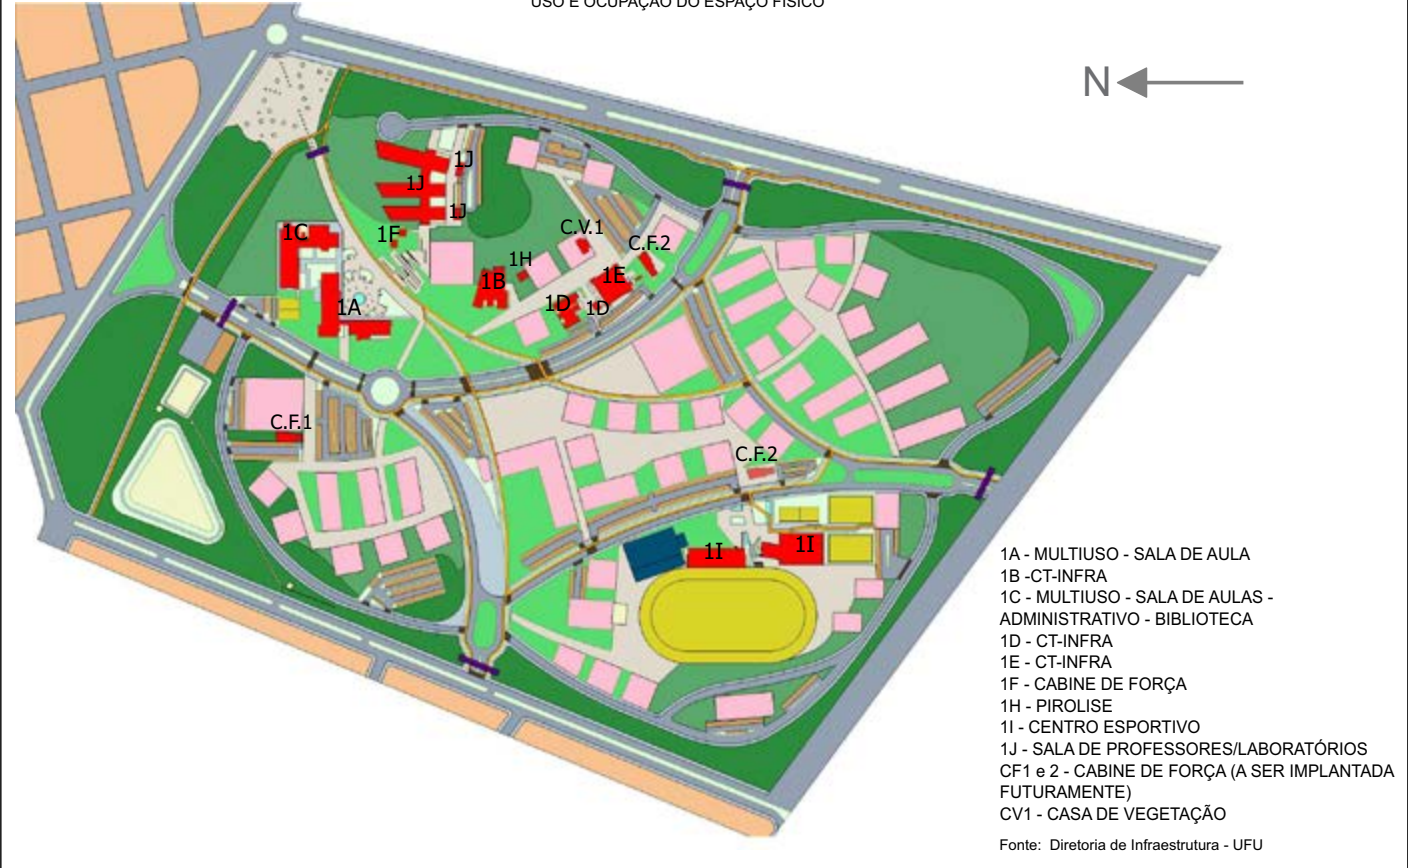 USO E OCUPAÇÃO DO ESPAÇO FÍSICO
N
1J
1J
1J
1C
1F
C.V.1
C.F.2
1H
1E
1B
1A
1D
1D
C.F.1
C.F.2
1I
1I
1A - MULTIUSO - SALA DE AULA
1B -CT-INFRA
1C - MULTIUSO - SALA DE AULAS -
ADMINISTRATIVO - BIBLIOTECA
1D - CT-INFRA
1E - CT-INFRA
1F - CABINE DE FORÇA
1H - PIROLISE
1I - CENTRO ESPORTIVO
1J - SALA DE PROFESSORES/LABORATÓRIOS
CF1 e 2 - CABINE DE FORÇA (A SER IMPLANTADA
FUTURAMENTE)
CV1 - CASA DE VEGETAÇÃO
Fonte: Diretoria de Infraestrutura - UFU